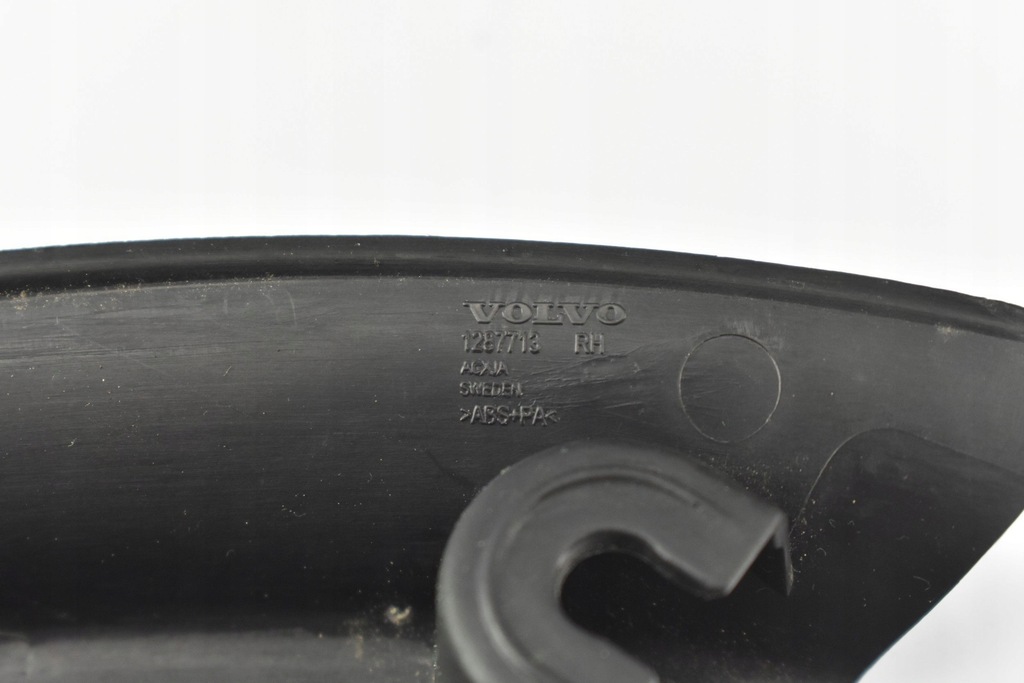 VOLVO
1287713 RH
ACXJA
SWEDEN
>ABS+PA<